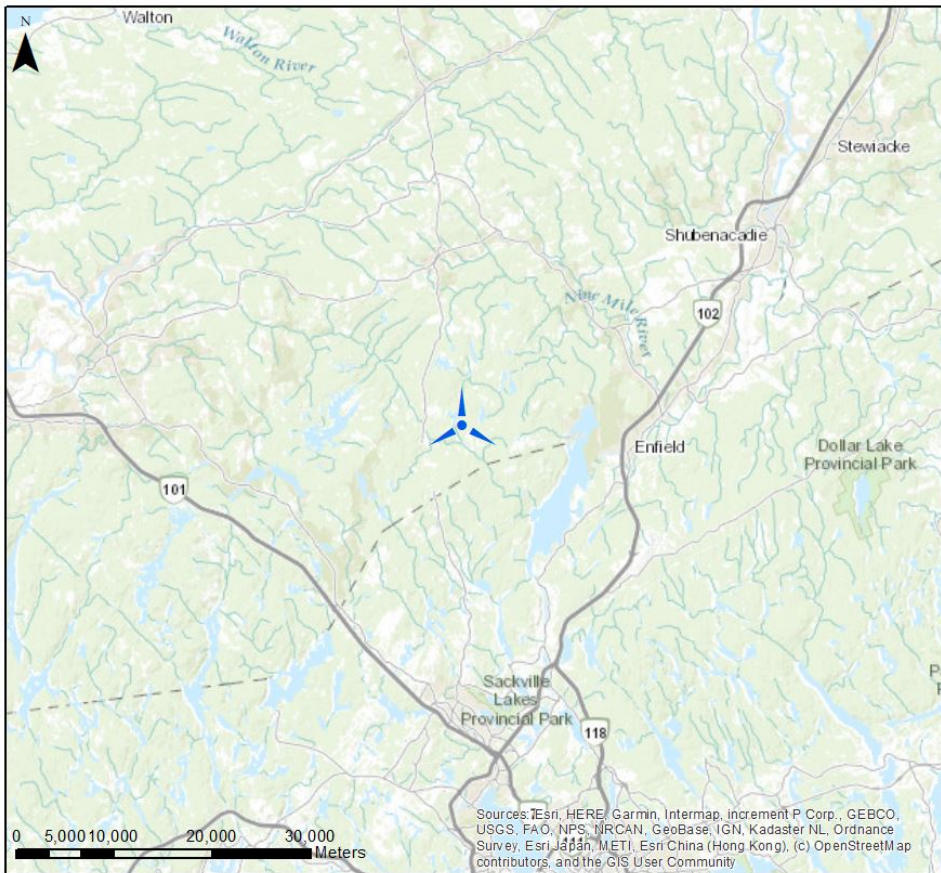 N
Walton
Walton River
Stewiacke
Shubenacadie
Nine Mile River
102
Enfield
Dollar Lake
Provincial Park
101
Sackville
Lakes
Provincial Park
118
0 5,000 10,000 20,000 30,000
Meters
Sources: Esri, HERE, Garmin, Intermap, increment P Corp., GEBCO,
USGS, FAO, NPS, NRCAN, GeoBase, IGN, Kadaster NL, Ordnance
Survey, Esri Japan, METI, Esri China (Hong Kong), (c) OpenStreetMap
contributors, and the GIS User Community